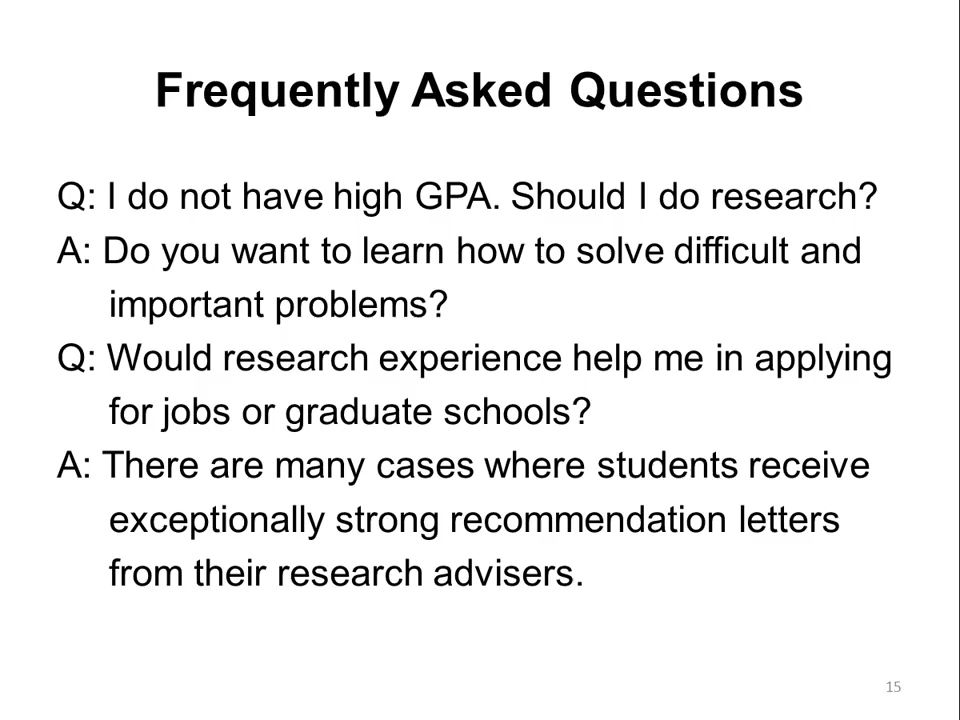 Frequently Asked Questions
Q: I do not have high GPA. Should I do research?
A: Do you want to learn how to solve difficult and
important problems?
Q: Would research experience help me in applying
for jobs or graduate schools?
A: There are many cases where students receive
exceptionally strong recommendation letters
from their research advisers.
15